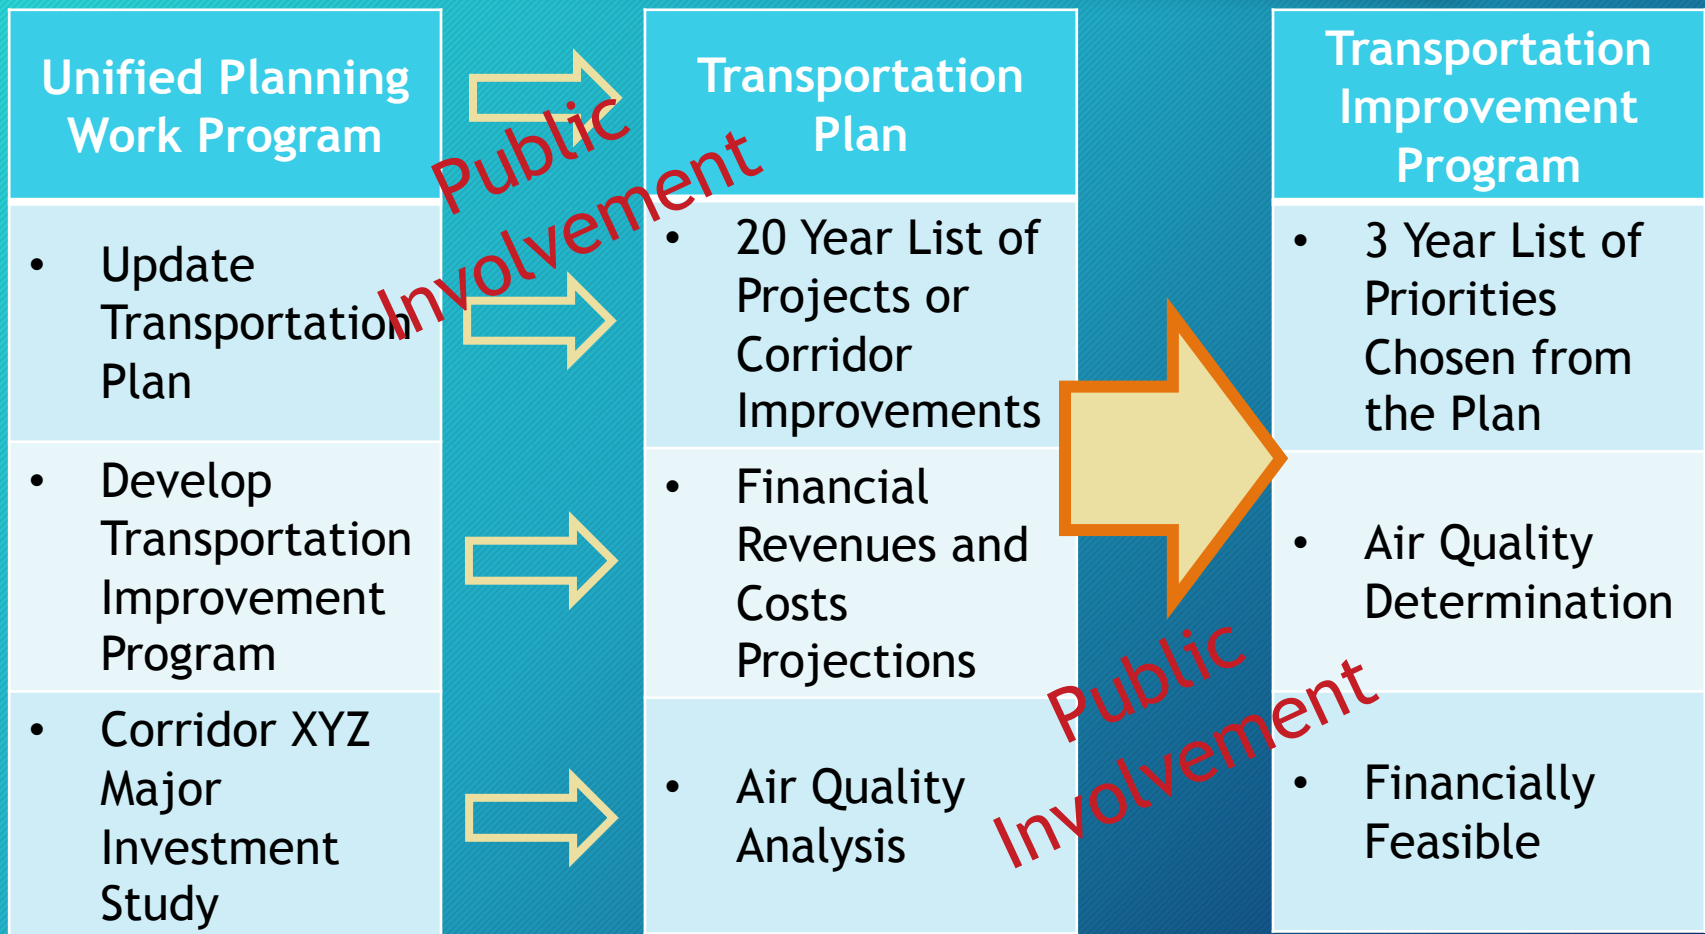 Unified Planning
Work Program
• Update
Transportation
Plan
• Develop
Transportation
Improvement
Program
• Corridor XYZ
Major
Investment
Study
Public
Involvement
Transportation
Plan
• 20 Year List of
Projects or
Corridor
Improvements
• Financial
Revenues and
Costs
Projections
• Air Quality
Analysis
Public
Involvement
Transportation
Improvement
Program
• 3 Year List of
Priorities
Chosen from
the Plan
• Air Quality
Determination
• Financially
Feasible